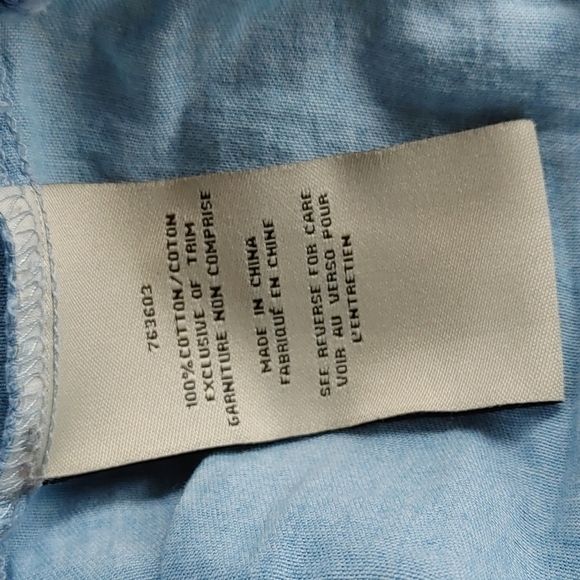 763603
100%COTTON/COTON
EXCLUSIVE OF TRIM
GARNITURE NON COMPRISE
MADE IN CHINA
FABRIQUÉ EN CHINE
SEE REVERSE FOR CARE
VOIR AU VERSO POUR
L'ENTRETIEN